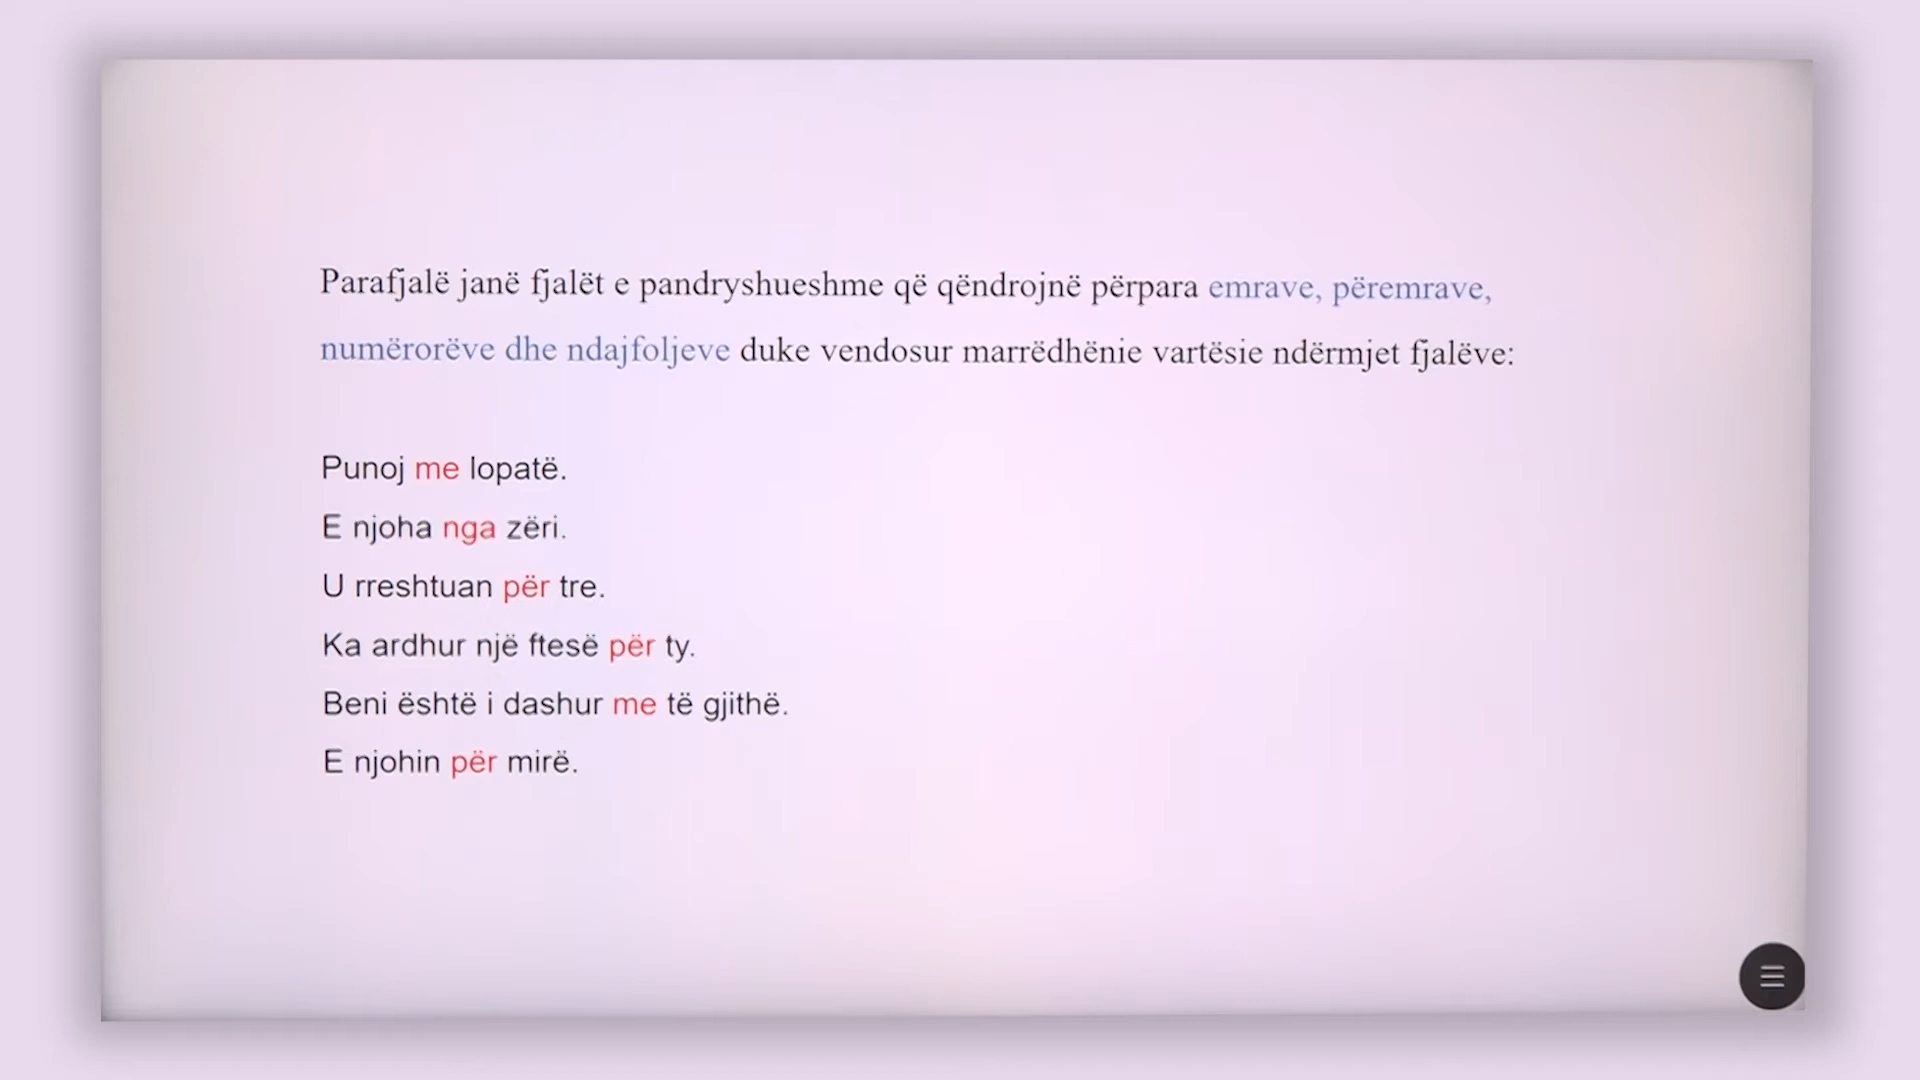 Parafjalë janë fjalët e pandryshueshme që qëndrojnë përpara emrave, përemrave,
numërorëve dhe ndajfoljeve duke vendosur marrëdhënie vartësie ndërmjet fjalëve:
Punoj me lopatë.
E njoha nga zëri.
U rreshtuan për tre.
Ka ardhur një ftesë për ty.
Beni është i dashur me të gjithë.
E njohin për mirë.